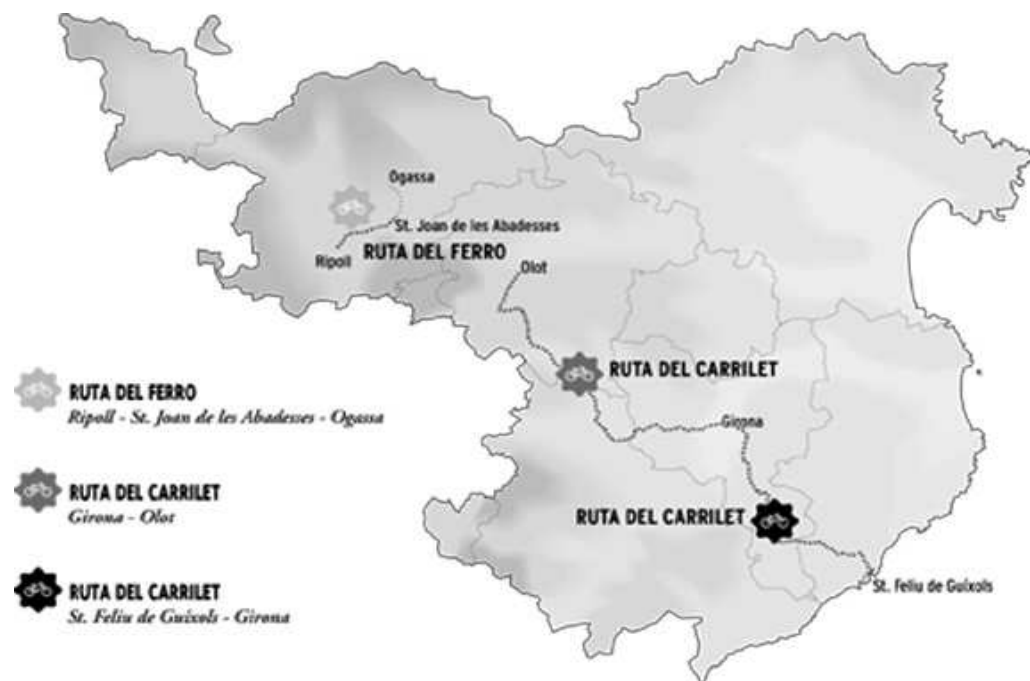 Ogassa
St. Joan de les Abadesses
Ripoll
RUTA DEL FERRO
Olot
RUTA DEL CARRILET
Girona
RUTA DEL CARRILET
St. Feliu de Guíxols
RUTA DEL FERRO
Ripoll - St. Joan de les Abadesses - Ogassa
RUTA DEL CARRILET
Girona - Olot
RUTA DEL CARRILET
St. Feliu de Guíxols - Girona